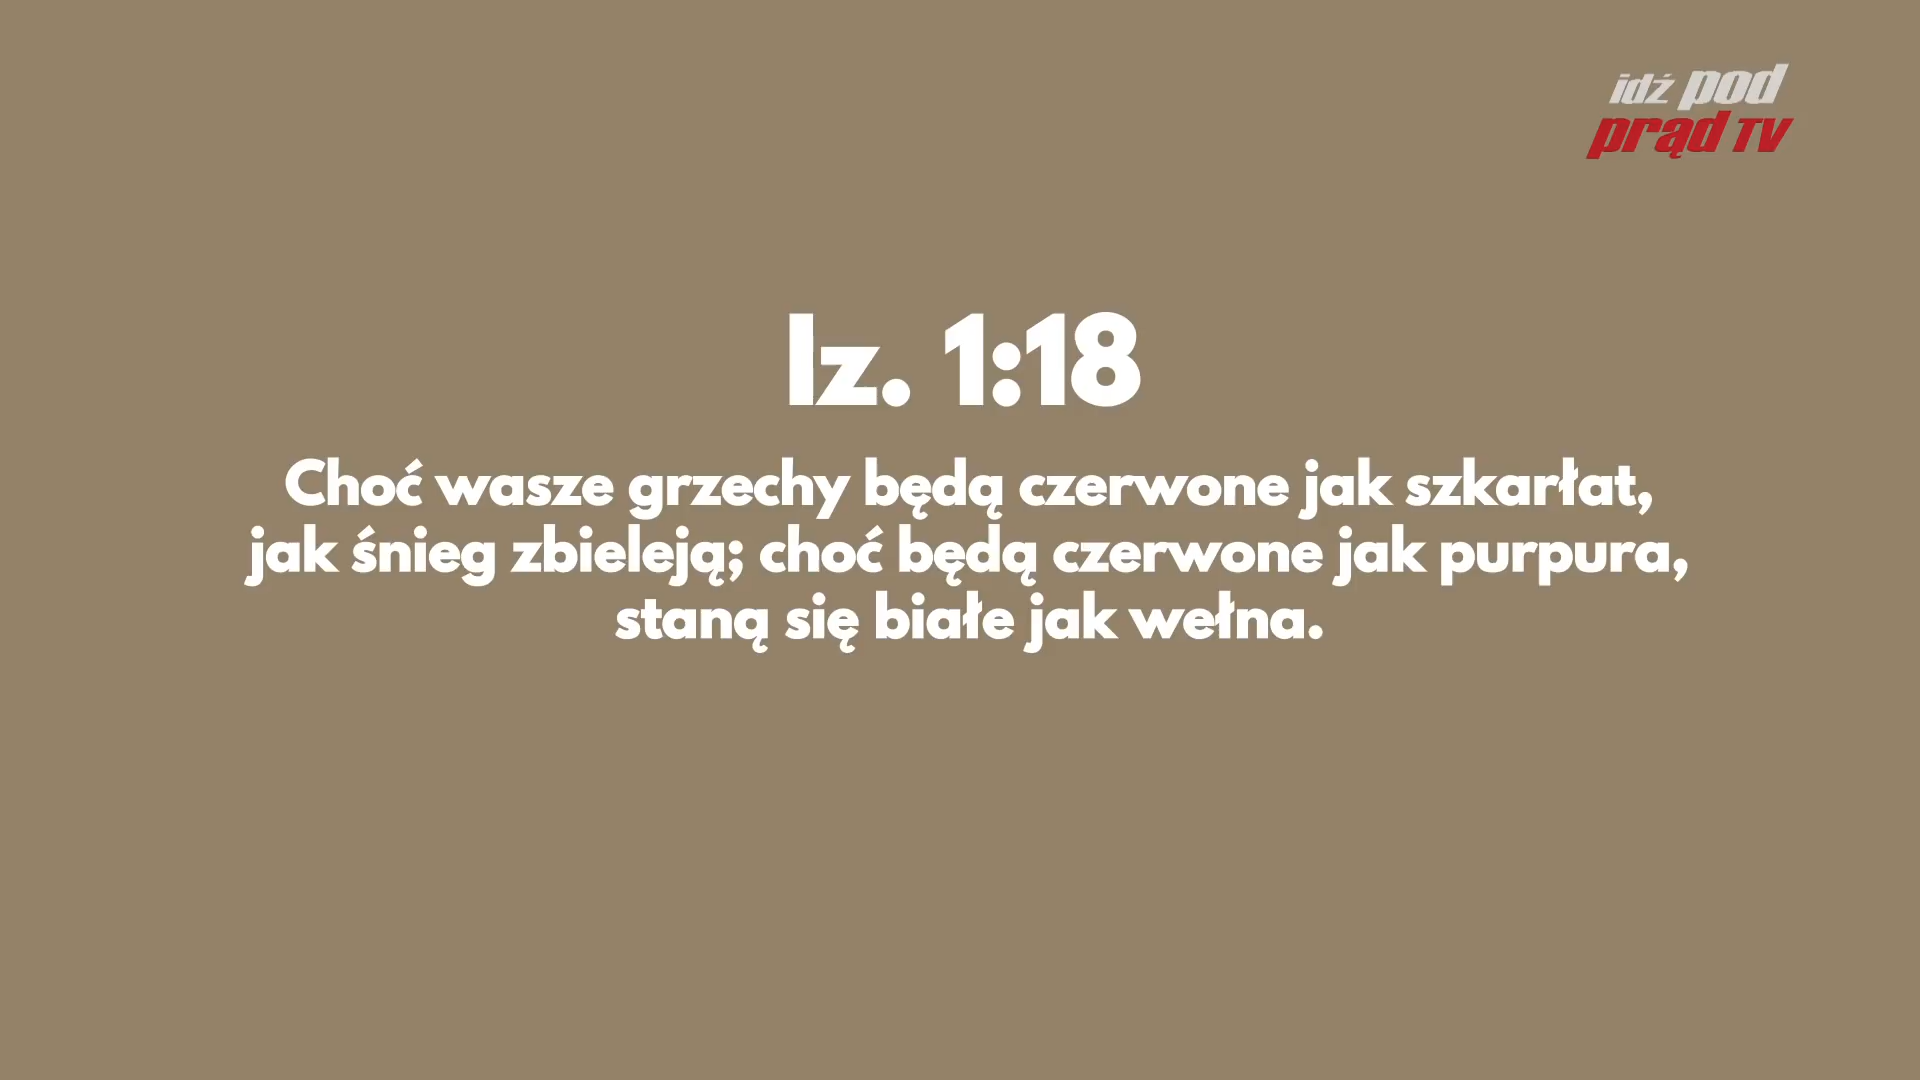 idź pod
prąd TV
Iz. 1:18
Choć wasze grzechy będą czerwone jak szkarłat,
jak śnieg zbieleją; choć będą czerwone jak purpura,
staną się białe jak wełna.